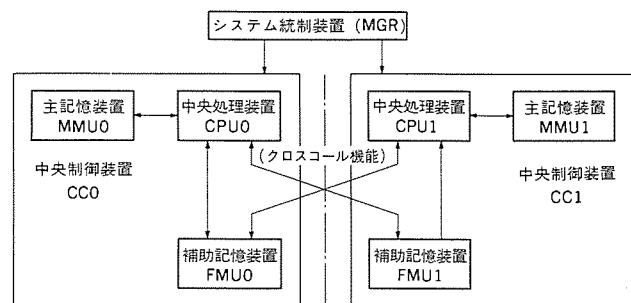 システム統制装置 (MGR)
主記憶装置
MMU0
中央処理装置
CPU0
中央処理装置
CPU1
主記憶装置
MMU1
(クロスコール機能)
中央制御装置
CC0
中央制御装置
CC1
補助記憶装置
FMU0
補助記憶装置
FMU1